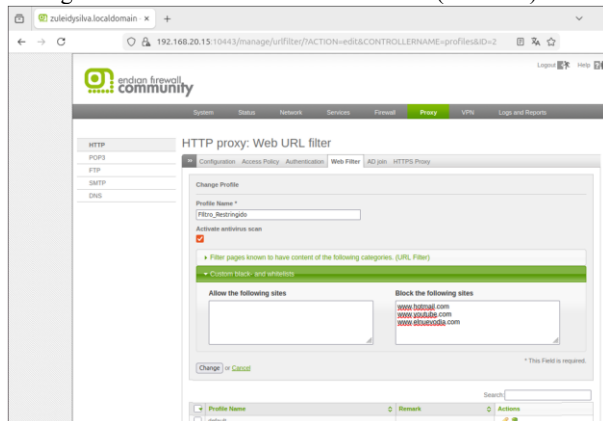 zuleidysilva.localdomain - ×
192.168.20.15:10443/manage/urlfilter/?ACTION=edit&CONTROLLERNAME=profiles&ID=2
Logout Help
endian firewall
community
System Status Network Services Firewall Proxy VPN Logs and Reports
HTTP
POP3
FTP
SMTP
DNS
HTTP proxy: Web URL filter
Configuration Access Policy Authentication Web Filter AD join HTTPS Proxy
Change Profile
Profile Name *
Filtro_Restringido
Activate antivirus scan
Filter pages known to have content of the following categories. (URL Filter)
Custom black- and whitelists
Allow the following sites
Block the following sites
www.hotmail.com
www.youtube.com
www.elnuevodia.com
* This Field is required.
Change or Cancel
Search:
Profile Name Remark Actions
default